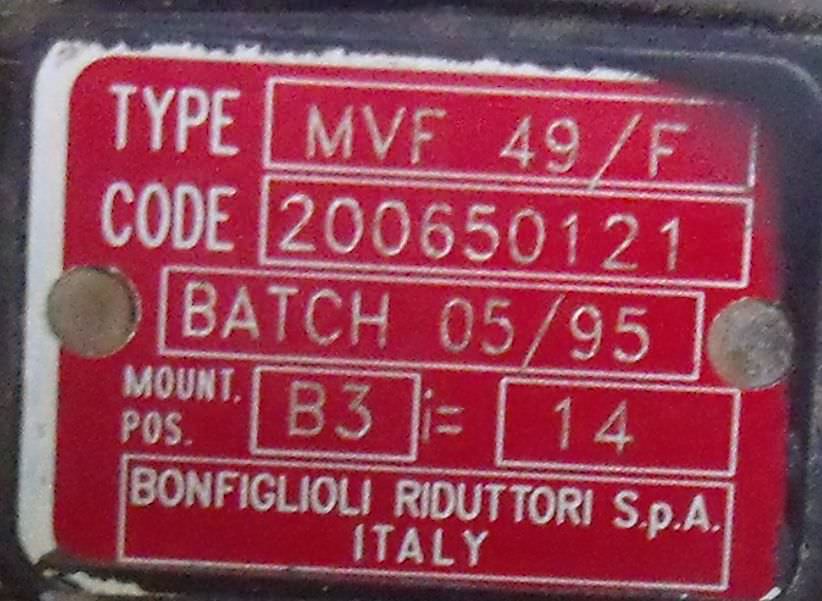 TYPE MVF 49/F
CODE 200650121
BATCH 05/95
MOUNT. POS. B3 i= 14
BONFIGLIOLI RIDUTTORI S.p.A.
ITALY